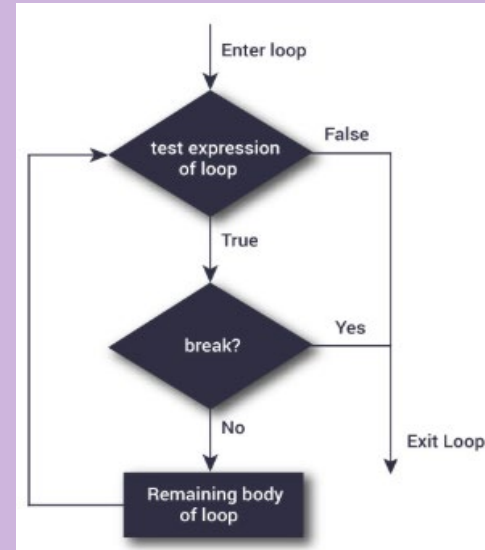 Enter loop
test expression
of loop
False
True
break?
Yes
No
Exit Loop
Remaining body
of loop